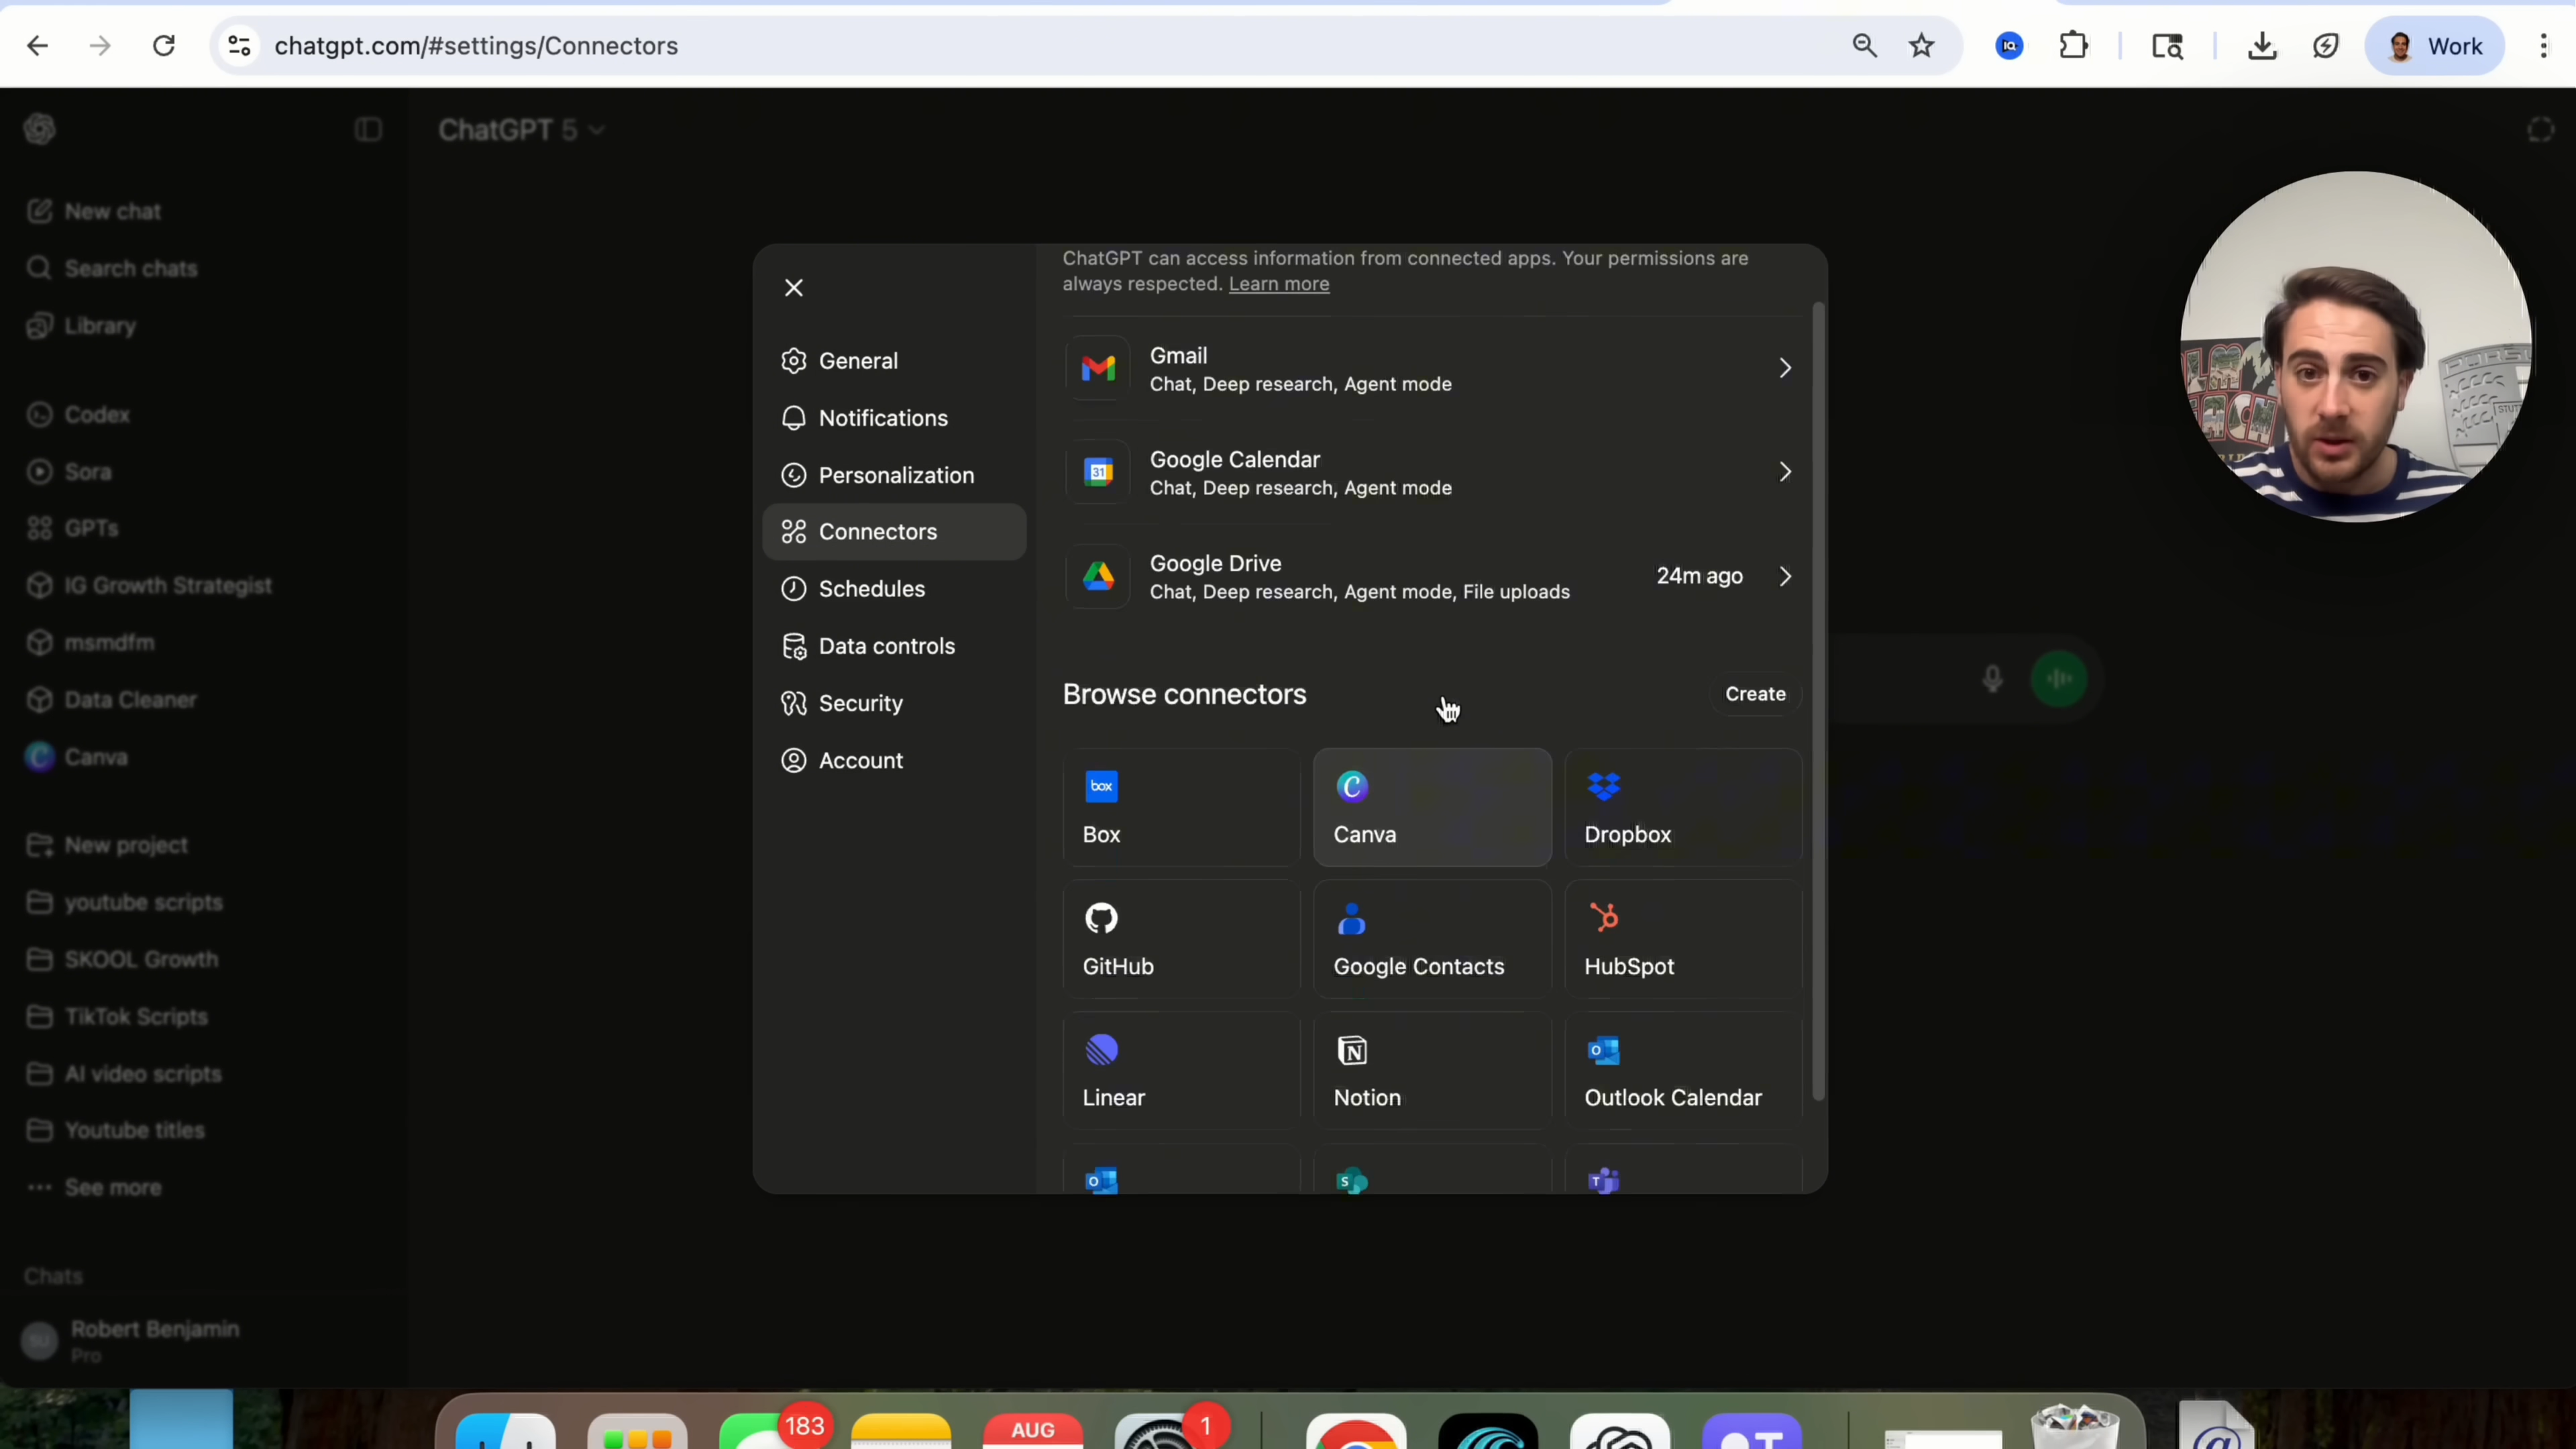 chatgpt.com/#settings/Connectors
Work
ChatGPT 5
New chat
Search chats
Library
Codex
Sora
GPTs
IG Growth Strategist
msmdfm
Data Cleaner
Canva
New project
youtube scripts
SKOOL Growth
TikTok Scripts
AI video scripts
Youtube titles
See more
Chats
Robert Benjamin
Pro
General
Notifications
Personalization
Connectors
Schedules
Data controls
Security
Account
ChatGPT can access information from connected apps. Your permissions are
always respected. Learn more
Gmail
Chat, Deep research, Agent mode
31
Google Calendar
Chat, Deep research, Agent mode
Google Drive
Chat, Deep research, Agent mode, File uploads
24m ago
Browse connectors
Create
box
Box
Canva
Dropbox
GitHub
Google Contacts
HubSpot
Linear
Notion
Outlook Calendar
183
AUG
1